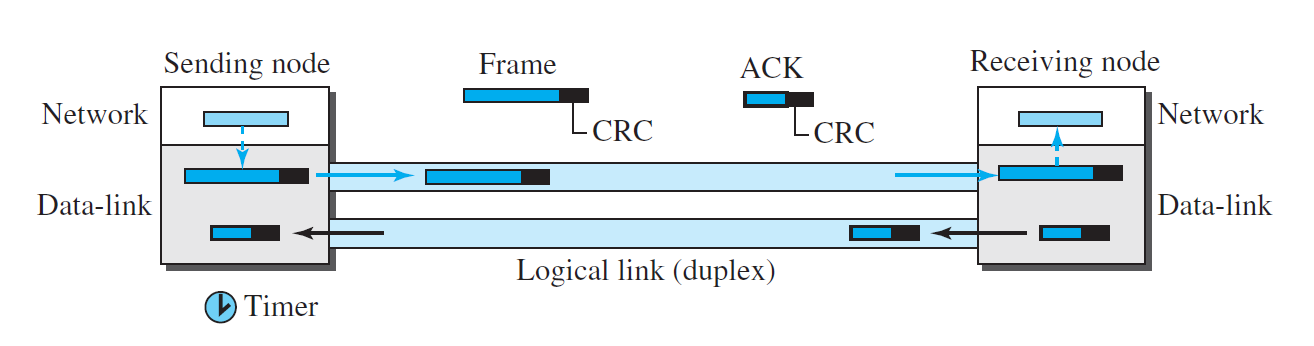 Sending node
Frame
ACK
Receiving node
Network
CRC
CRC
Network
Data-link
Data-link
Logical link (duplex)
Timer